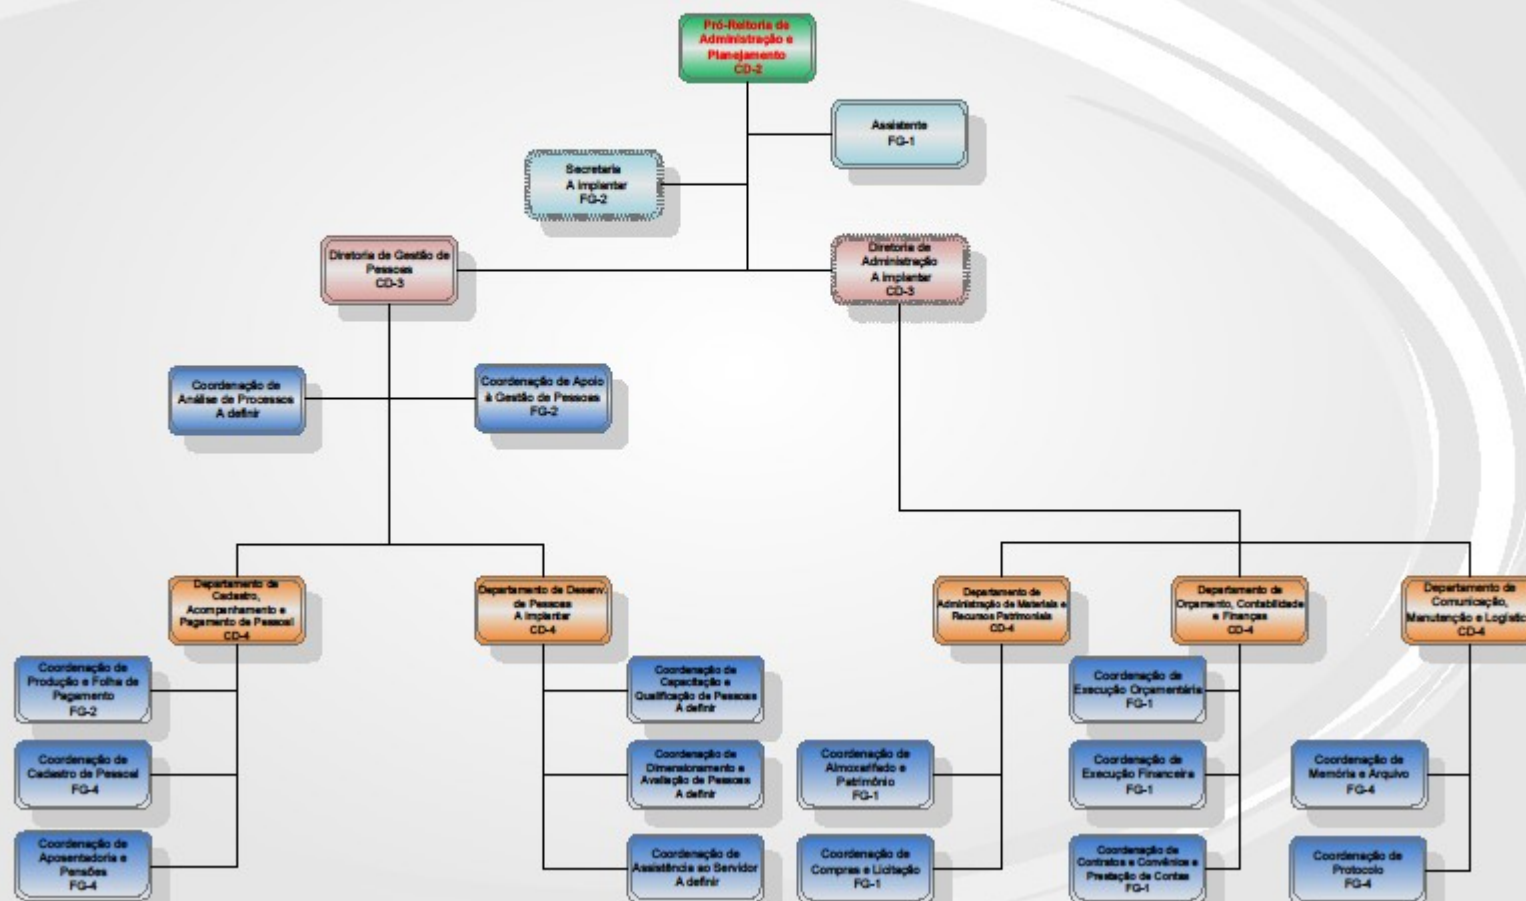 Pró-Reitoria de
Administração e
Planejamento
CD-2
Assistente
FG-1
Secretaria
A implantar
FG-2
Diretoria de Gestão de
Pessoas
CD-3
Diretoria de
Administração
A implantar
CD-3
Coordenação de
Análise de Processos
A definir
Coordenação de Apoio
à Gestão de Pessoas
FG-2
Departamento de
Cadastro,
Acompanhamento e
Pagamento de Pessoal
CD-4
Departamento de Desenv.
de Pessoas
A Implantar
CD-4
Departamento de
Administração de Materiais e
Recursos Patrimoniais
CD-4
Departamento de
Orçamento, Contabilidade
e Finanças
CD-4
Departamento de
Comunicação,
Manutenção e Logístic
CD-4
Coordenação de
Produção e Folha de
Pagamento
FG-2
Coordenação de
Capacitação e
Qualificação de Pessoas
A definir
Coordenação de
Execução Orçamentária
FG-1
Coordenação de
Cadastro de Pessoal
FG-4
Coordenação de
Dimensionamento e
Avaliação de Pessoas
A definir
Coordenação de
Almoxarifado e
Patrimônio
FG-1
Coordenação de
Execução Financeira
FG-1
Coordenação de
Memória e Arquivo
FG-4
Coordenação de
Aposentadoria e
Pensões
FG-4
Coordenação de
Assistência ao Servidor
A definir
Coordenação de
Compras e Licitação
FG-1
Coordenação de
Contratos e Convênios e
Prestação de Contas
FG-1
Coordenação de
Protocolo
FG-4